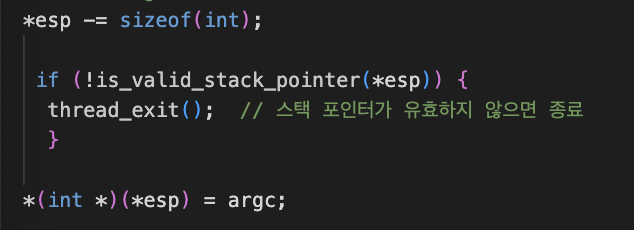 *esp -= sizeof(int);
if (!is_valid_stack_pointer(*esp)) {
thread_exit();  // 스택 포인터가 유효하지 않으면 종료
}
*(int *)(*esp) = argc;